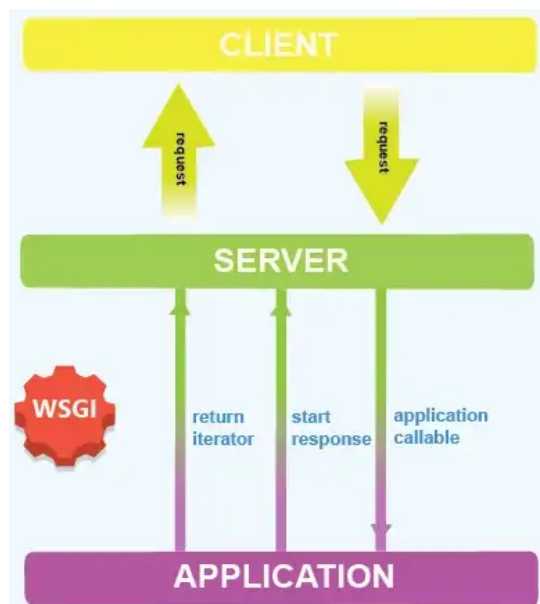 CLIENT
request
request
SERVER
WSGI
return
iterator
start
response
application
callable
APPLICATION